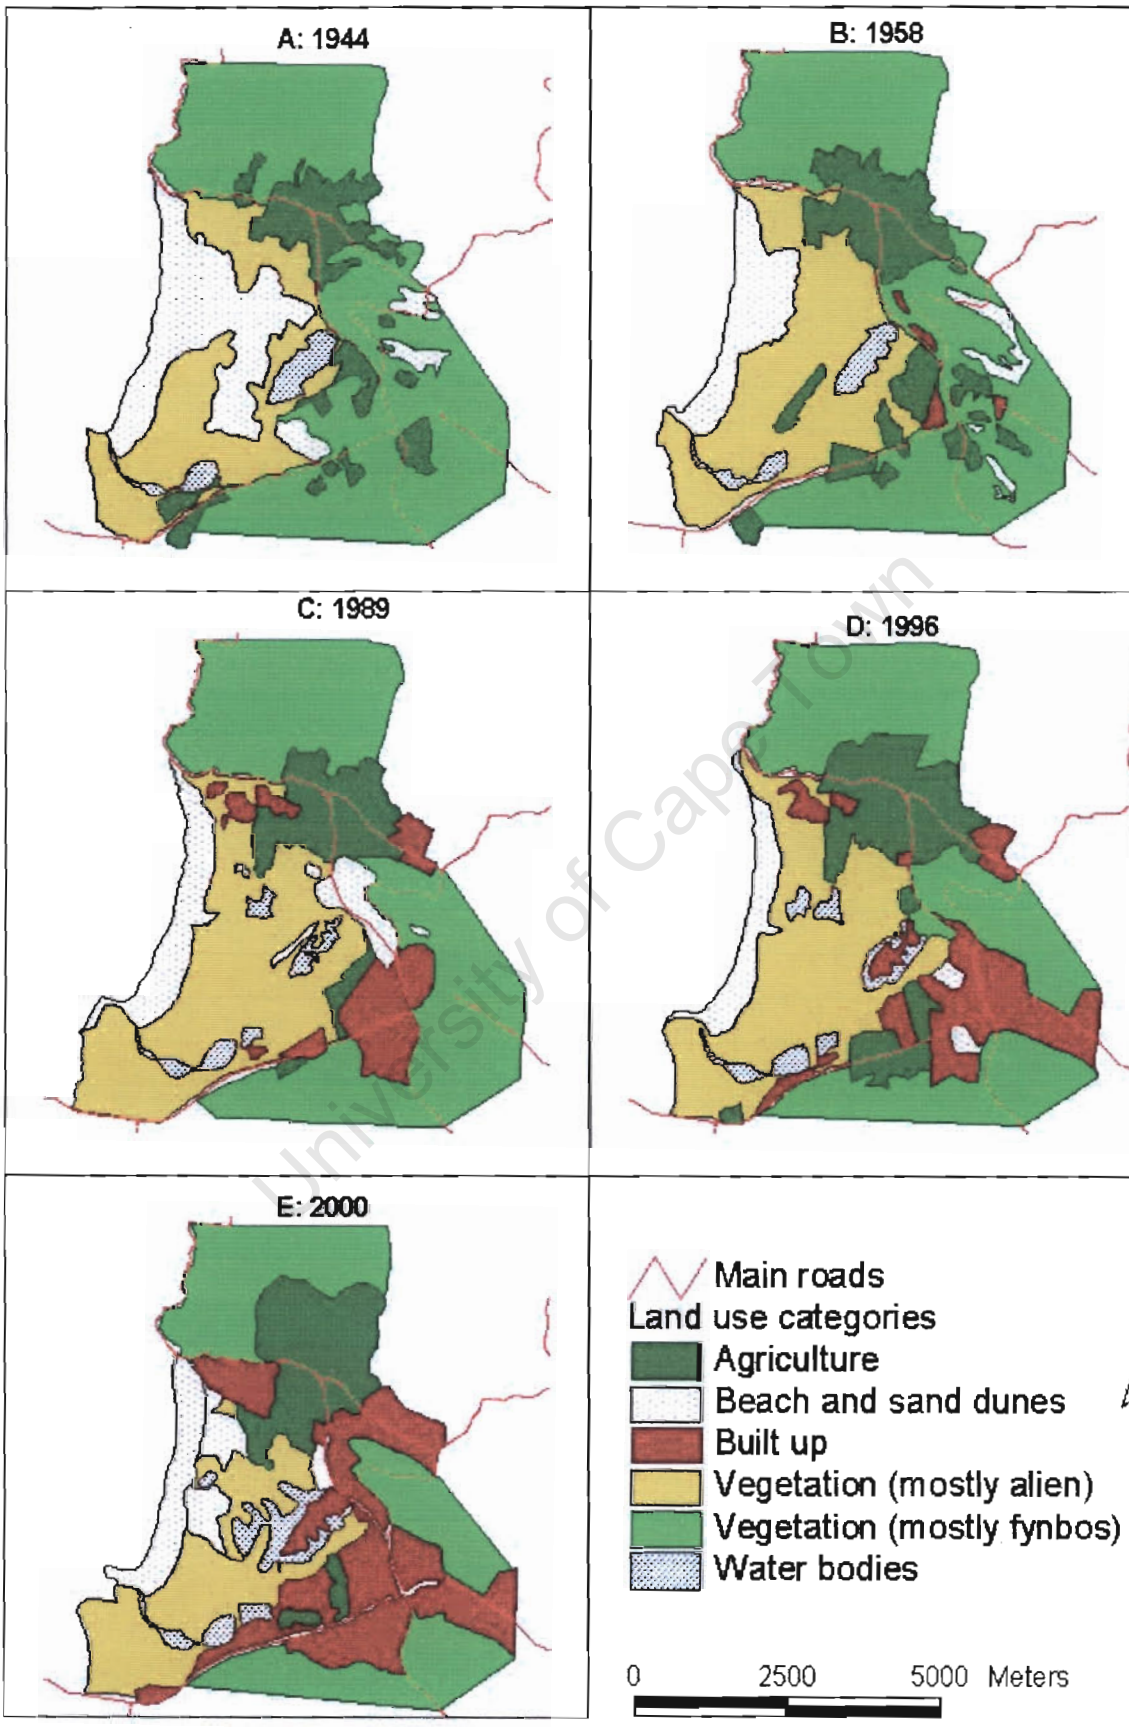 A: 1944
B: 1958
C: 1989
D: 1996
E: 2000
Main roads
Land use categories
Agriculture
Beach and sand dunes
Built up
Vegetation (mostly alien)
Vegetation (mostly fynbos)
Water bodies
0 2500 5000 Meters
University of Cape Town